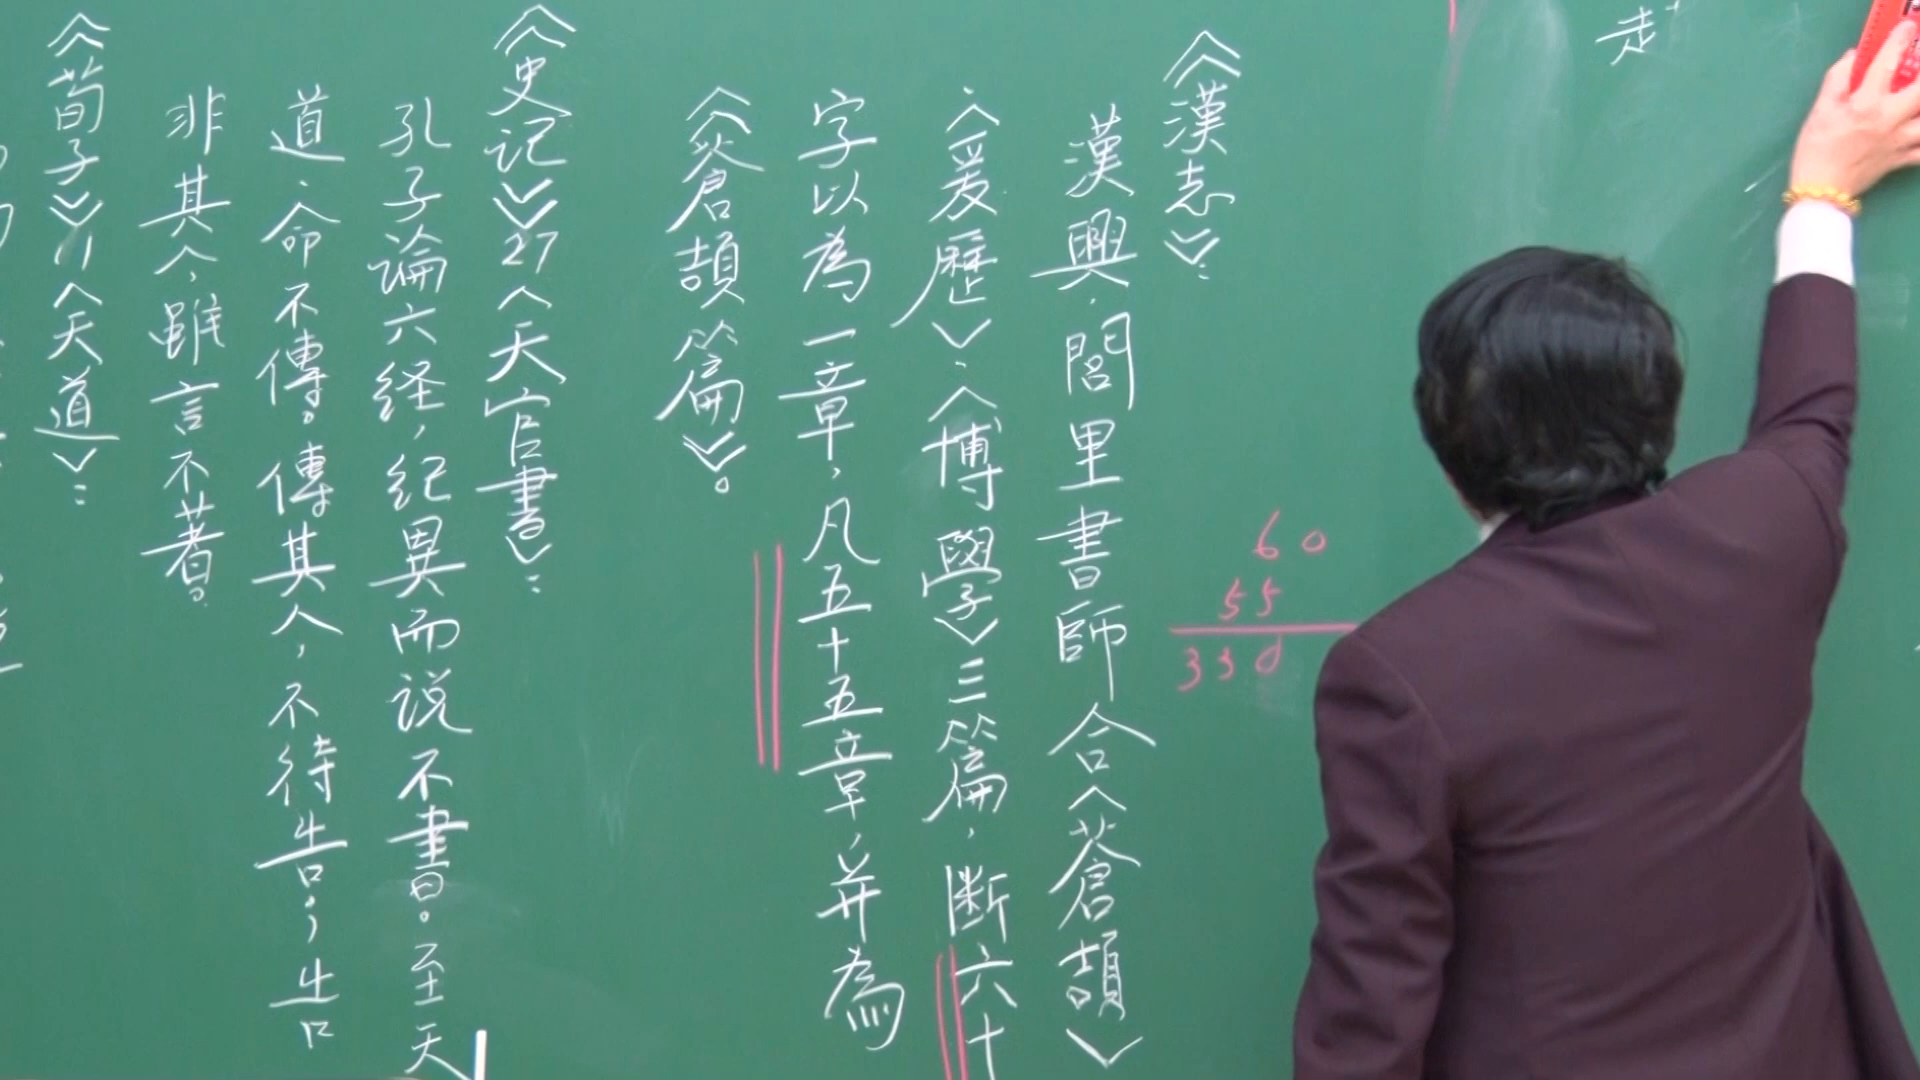 走
《漢志》：
漢興，閭里書師合〈蒼頡〉
、〈爰歷〉、〈博學〉三篇，斷六十
字以為一章，凡五十五章，并為
《蒼頡篇》。
60
55
330
《史記》27〈天官書〉：
孔子論六経，紀異而説不書。至天
道、命不傳。傳其人，不待告；告
非其人，雖言不著。
《荀子》11〈天道〉：